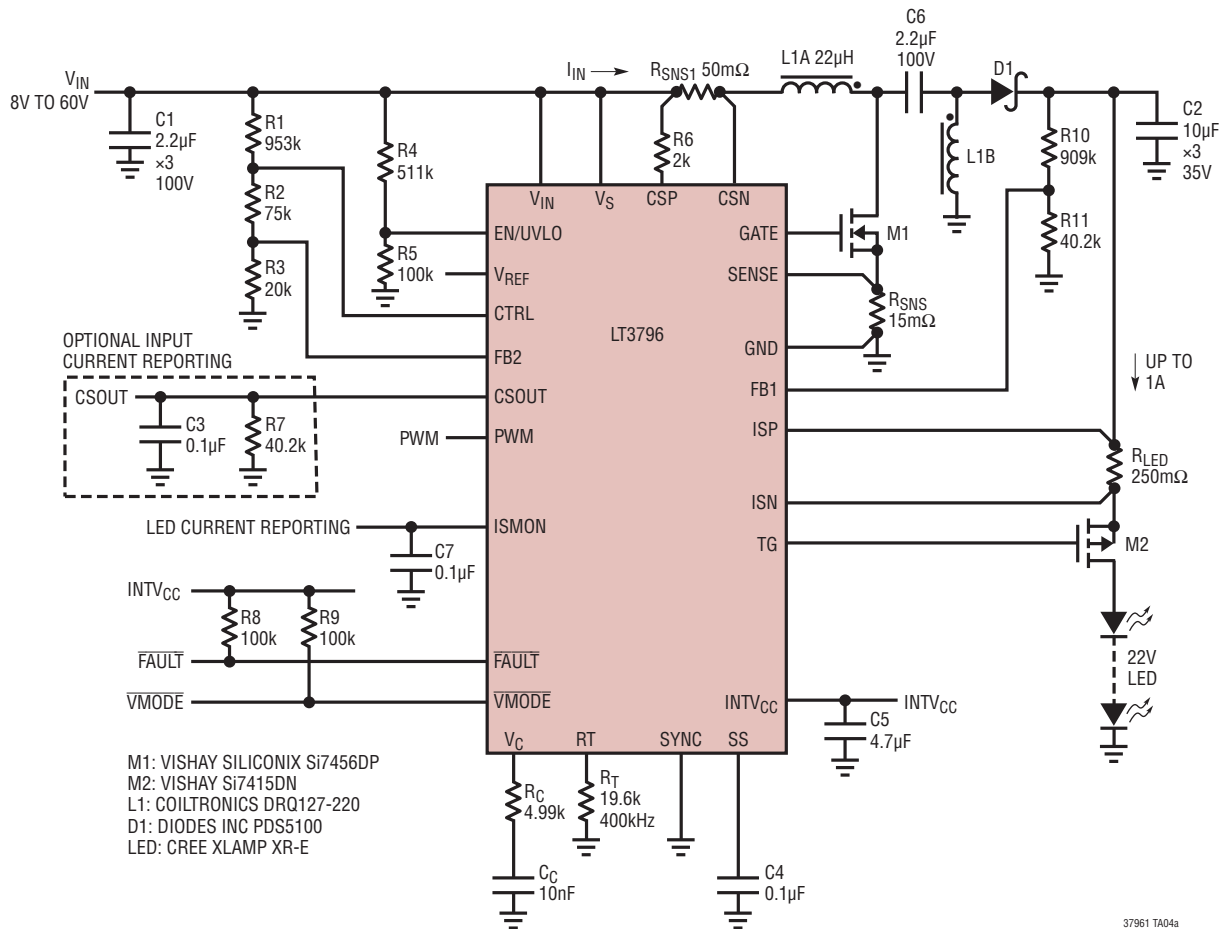 VIN
8V TO 60V
C1
2.2µF
×3
100V
R1
953k
R2
75k
R3
20k
R4
511k
R5
100k
IIN
RSNS1 50mΩ
R6
2k
L1A 22µH
C6
2.2µF
100V
D1
L1B
R10
909k
R11
40.2k
C2
10µF
×3
35V
VIN
VS
CSP
CSN
EN/UVLO
VREF
CTRL
FB2
CSOUT
PWM
PWM
ISMON
FAULT
VMODE
VC
RT
SYNC
SS
LT3796
GATE
SENSE
GND
FB1
ISP
ISN
TG
INTVCC
M1
RSNS
15mΩ
UP TO
1A
RLED
250mΩ
M2
22V
LED
OPTIONAL INPUT
CURRENT REPORTING
CSOUT
C3
0.1µF
R7
40.2k
LED CURRENT REPORTING
C7
0.1µF
INTVCC
R8
100k
R9
100k
FAULT
VMODE
INTVCC
C5
4.7µF
M1: VISHAY SILICONIX Si7456DP
M2: VISHAY Si7415DN
L1: COILTRONICS DRQ127-220
D1: DIODES INC PDS5100
LED: CREE XLAMP XR-E
RC
4.99k
CC
10nF
RT
19.6k
400kHz
C4
0.1µF
37961 TA04a